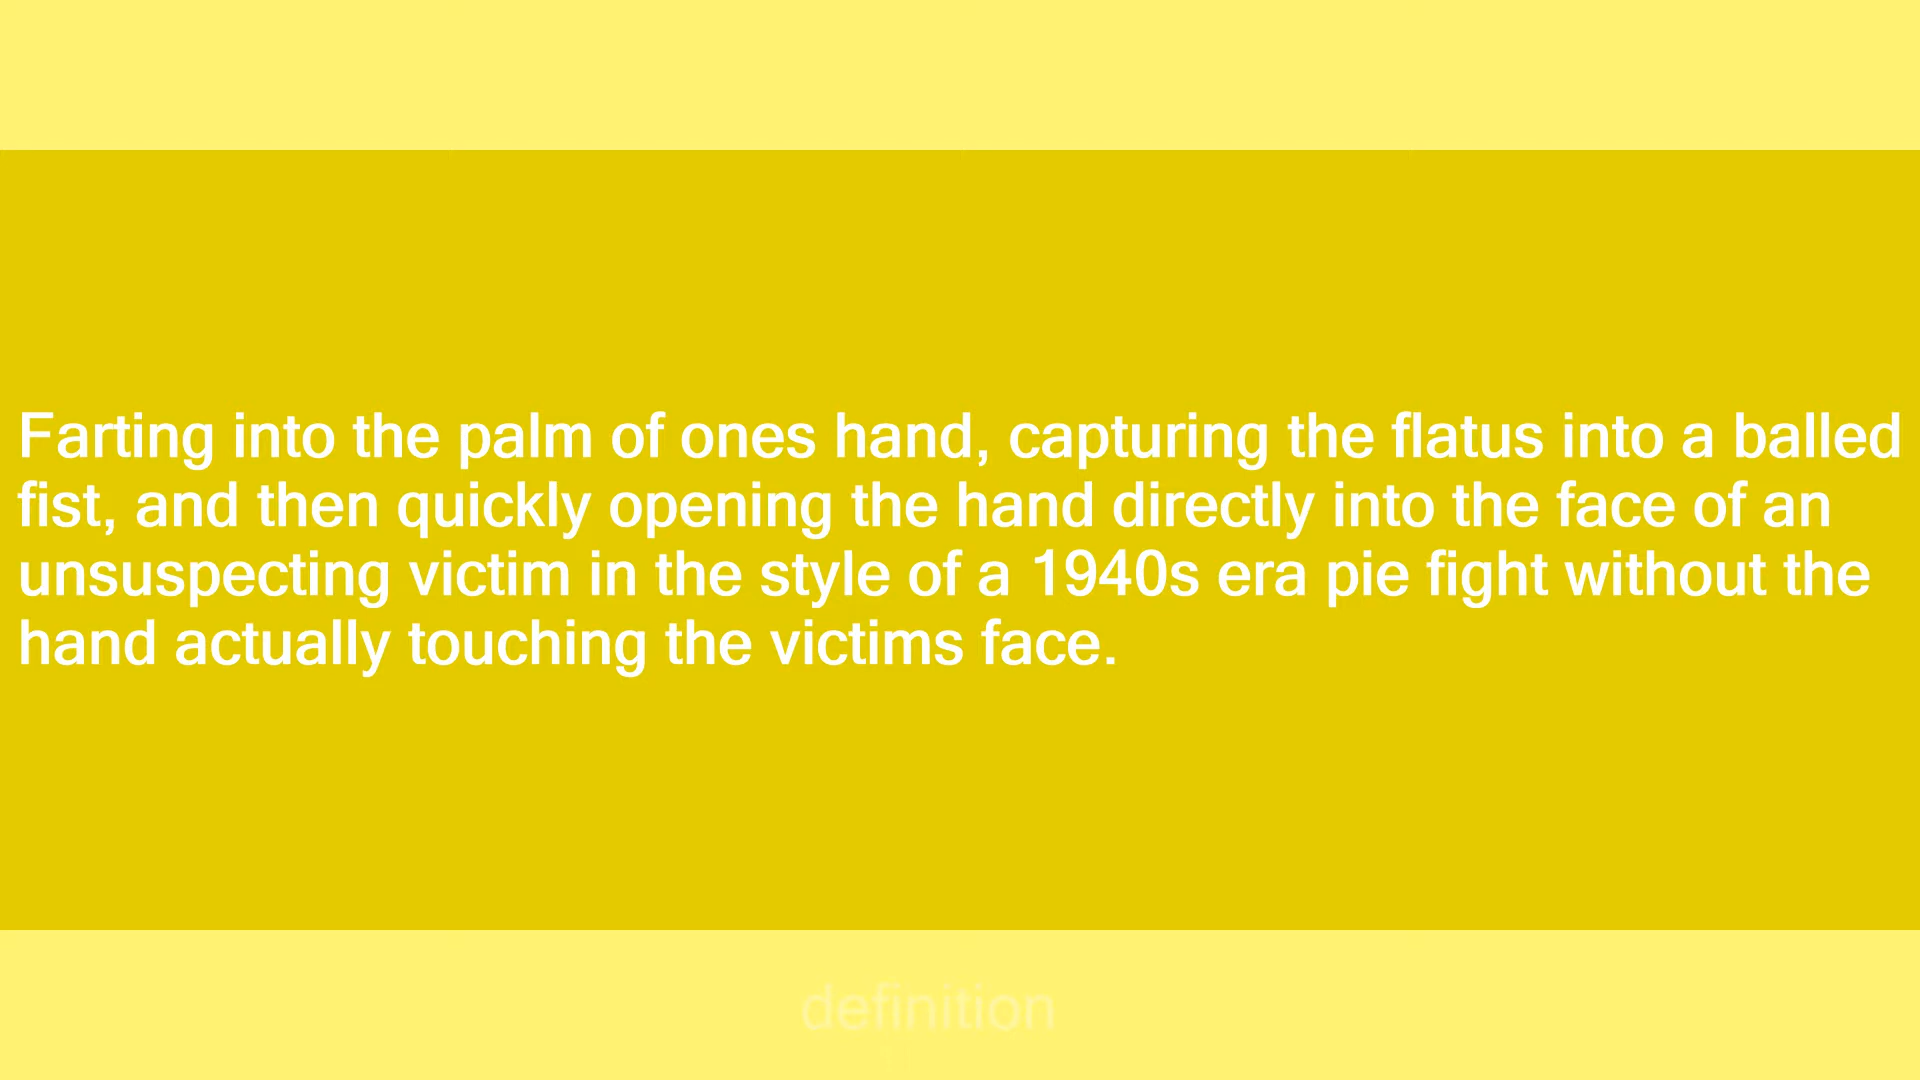 Farting into the palm of ones hand, capturing the flatus into a balled
fist, and then quickly opening the hand directly into the face of an
unsuspecting victim in the style of a 1940s era pie fight without the
hand actually touching the victims face.
definition